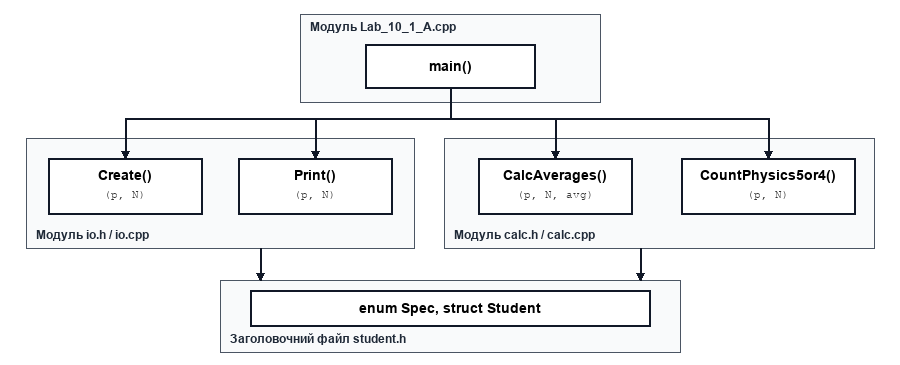 Модуль Lab_10_1_A.cpp
main()
Create()
(p, N)
Print()
(p, N)
Модуль io.h / io.cpp
CalcAverages()
(p, N, avg)
CountPhysics5or4()
(p, N)
Модуль calc.h / calc.cpp
enum Spec, struct Student
Заголовочний файл student.h